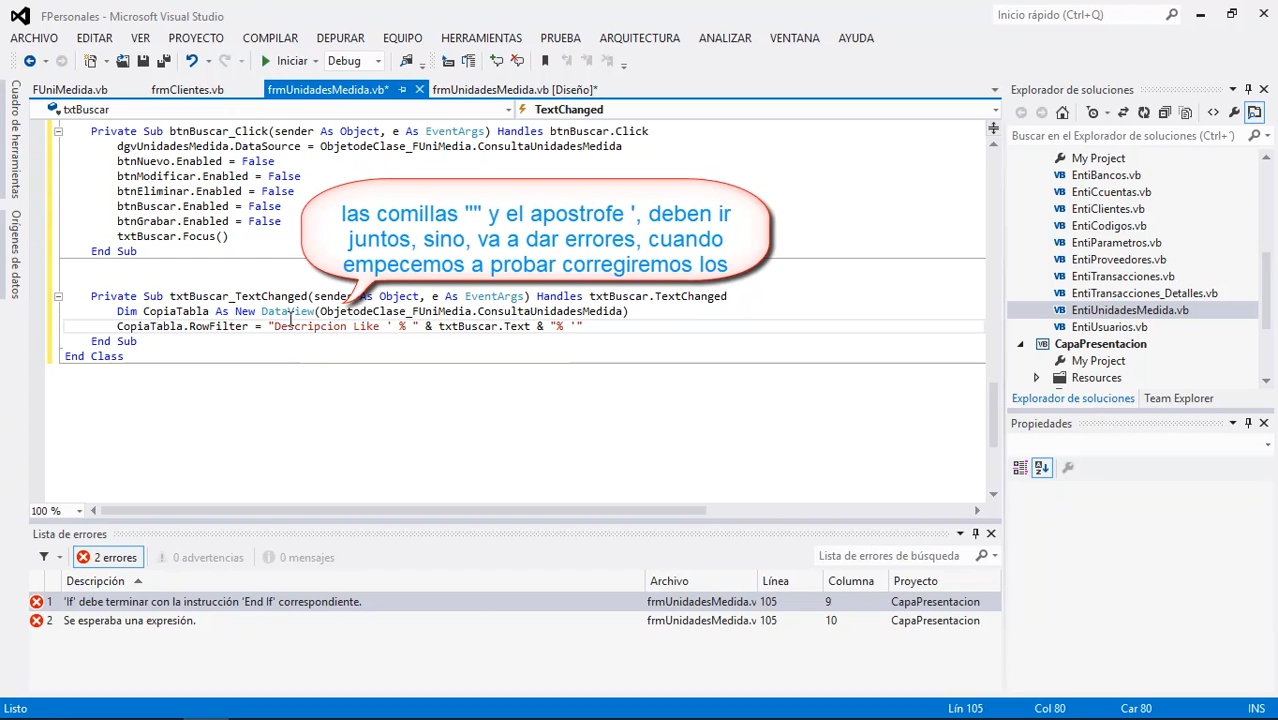 FPersonales - Microsoft Visual Studio
Inicio rápido (Ctrl+Q)
ARCHIVO EDITAR VER PROYECTO COMPILAR DEPURAR EQUIPO HERRAMIENTAS PRUEBA ARQUITECTURA ANALIZAR VENTANA AYUDA
Iniciar Debug
FUniMedida.vb frmClientes.vb frmUnidadesMedida.vb* frmUnidadesMedida.vb [Diseño]*
txtBuscar TextChanged
Cuadro de herramientas
Orígenes de datos
Private Sub btnBuscar_Click(sender As Object, e As EventArgs) Handles btnBuscar.Click
dgvUnidadesMedida.DataSource = ObjetodeClase_FUniMedia.ConsultaUnidadesMedida
btnNuevo.Enabled = False
btnModificar.Enabled = False
btnEliminar.Enabled = False
btnBuscar.Enabled = False
btnGrabar.Enabled = False
txtBuscar.Focus()
End Sub
las comillas "" y el apostrofe ', deben ir
juntos, sino, va a dar errores, cuando
empecemos a probar corregiremos los
Private Sub txtBuscar_TextChanged(sender As Object, e As EventArgs) Handles txtBuscar.TextChanged
Dim CopiaTabla As New DataView(ObjetodeClase_FUniMedia.ConsultaUnidadesMedida)
CopiaTabla.RowFilter = "Descripcion Like ' % " & txtBuscar.Text & "% '"
End Sub
End Class
100 %
Explorador de soluciones
Buscar en el Explorador de soluciones (Ctrl+´)
My Project
EntiBancos.vb
EntiCcuentas.vb
EntiClientes.vb
EntiCodigos.vb
EntiParametros.vb
EntiProveedores.vb
EntiTransacciones.vb
EntiTransacciones_Detalles.vb
EntiUnidadesMedida.vb
EntiUsuarios.vb
CapaPresentacion
My Project
Resources
Explorador de soluciones Team Explorer
Propiedades
Lista de errores
2 errores 0 advertencias 0 mensajes
Lista de errores de búsqueda
Descripción Archivo Línea Columna Proyecto
1 'If' debe terminar con la instrucción 'End If' correspondiente. frmUnidadesMedida.v 105 9 CapaPresentacion
2 Se esperaba una expresión. frmUnidadesMedida.v 105 10 CapaPresentacion
Listo Lín 105 Col 80 Car 80 INS